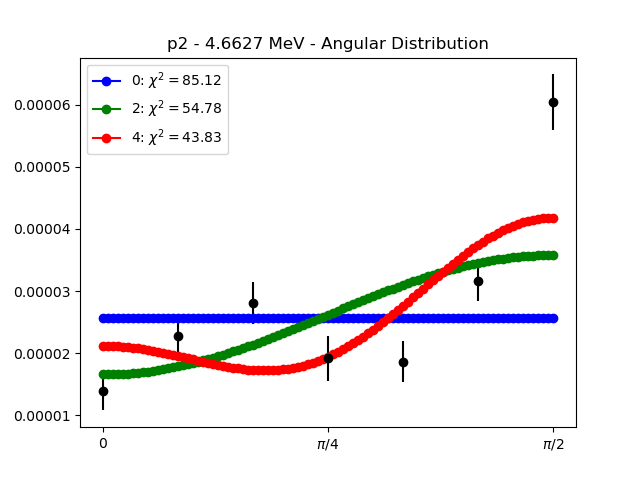 p2 - 4.6627 MeV - Angular Distribution
0: χ² = 85.12
2: χ² = 54.78
4: χ² = 43.83
0.00006
0.00005
0.00004
0.00003
0.00002
0.00001
0 π/4 π/2